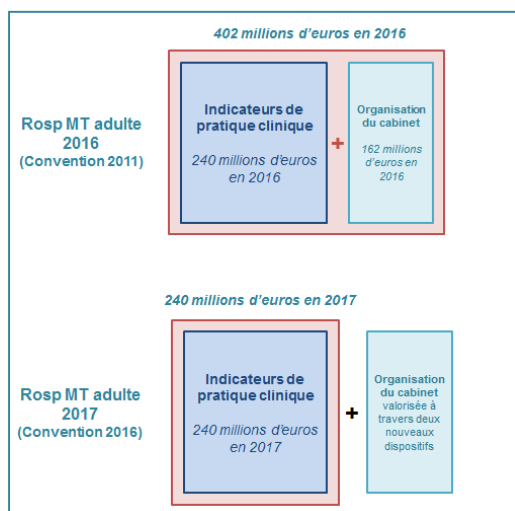 402 millions d'euros en 2016
Rosp MT adulte
2016
(Convention 2011)
Indicateurs de
pratique clinique
240 millions d'euros
en 2016
+
Organisation
du cabinet
162 millions
d'euros en
2016
240 millions d'euros en 2017
Rosp MT adulte
2017
(Convention 2016)
Indicateurs de
pratique clinique
240 millions d'euros
en 2017
+
Organisation
du cabinet
valorisée à
travers deux
nouveaux
dispositifs